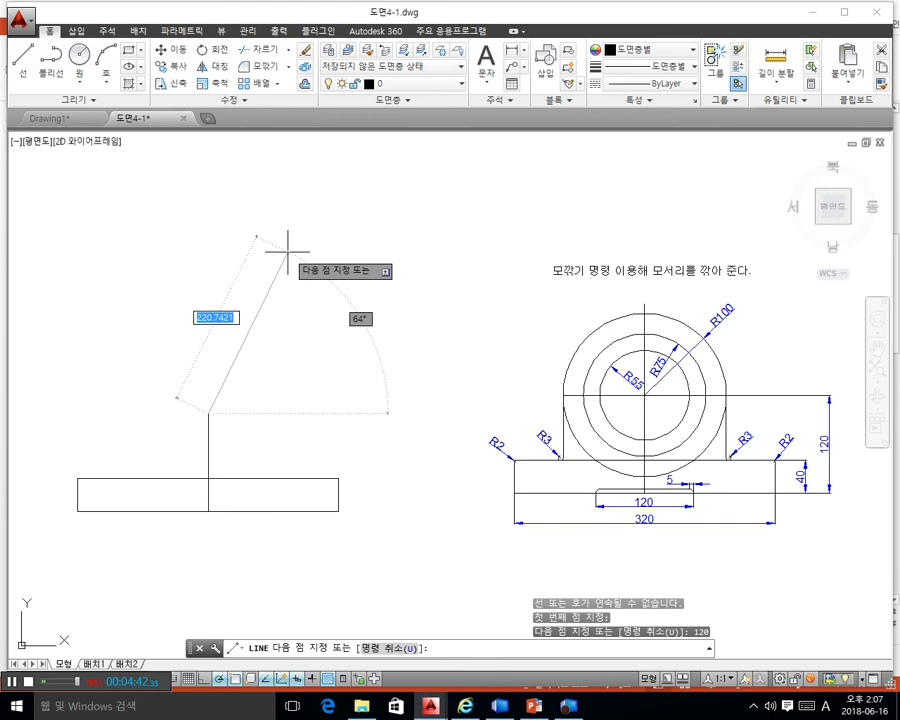 도면4-1.dwg
홈 삽입 주석 배치 파라메트릭 뷰 관리 출력 플러그인 Autodesk 360 주요 응용프로그램
선 폴리선 원 호
이동 회전 자르기
복사 대칭 모깎기
신축 축척 배열
저장되지 않은 도면층 상태
0
문자
삽입
도면층별
도면층별
ByLayer
그룹
길이 분할
붙여넣기
그리기 수정 도면층 주석 블록 특성 그룹 유틸리티 클립보드
Drawing1* 도면4-1*
[−][평면도][2D 와이어프레임]
북
서 평면도 동
남
WCS
다음 점 지정 또는
220.7421
64°
모깎기 명령 이용해 모서리를 깎아 준다.
R100
R75
R55
R2 R3 R3 R2
120
40
5
120
320
선 또는 호가 연속될 수 없습니다.
첫 번째 점 지정:
다음 점 지정 또는 [명령 취소(U)]: 120
Y
X
LINE 다음 점 지정 또는 [명령 취소(U)]:
모형 배치1 배치2
00:04:42.33
모형 1:1
웹 및 Windows 검색
A 오후 2:07
2018-06-16